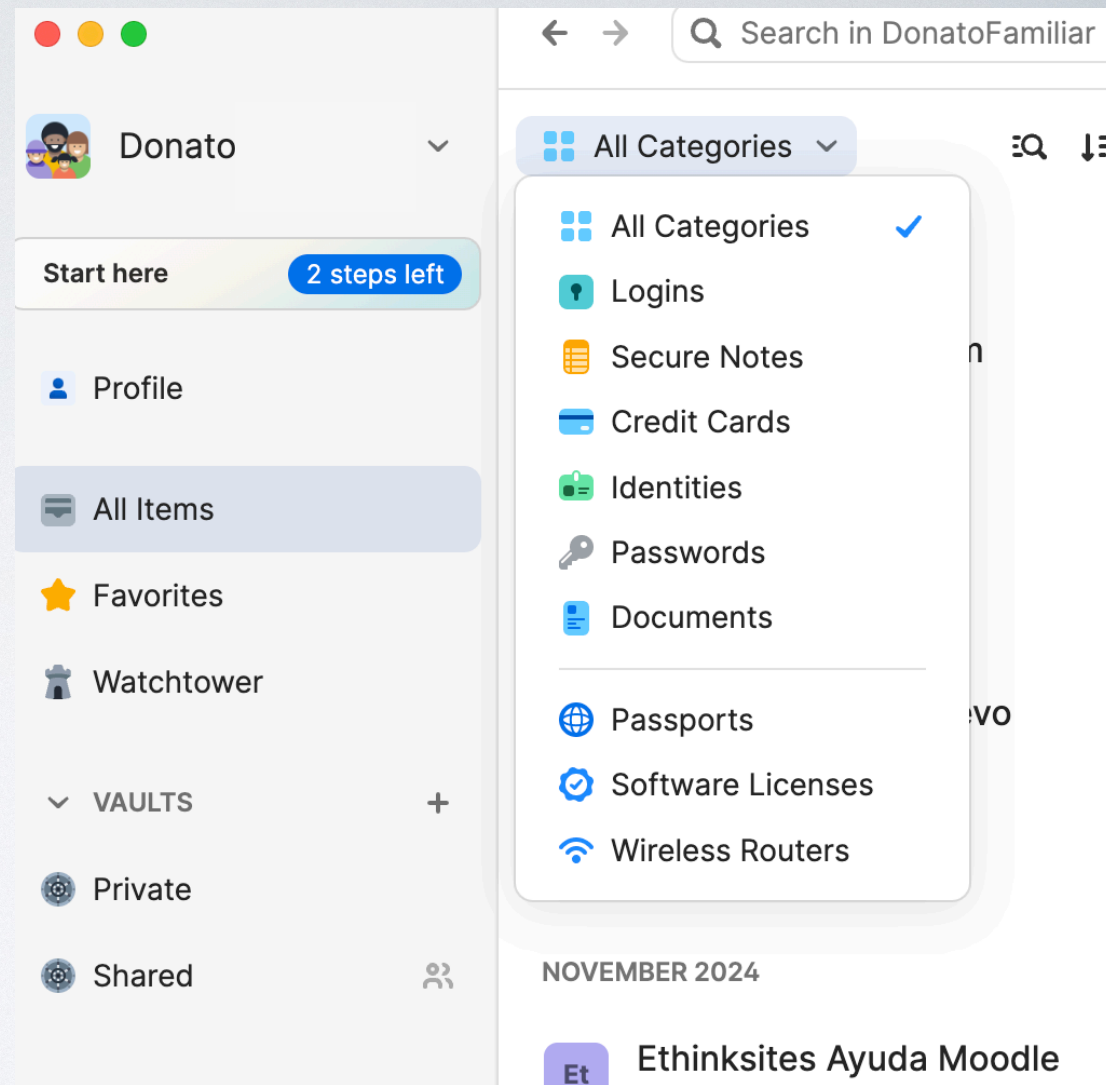 Search in DonatoFamiliar
Donato
All Categories
Start here
2 steps left
Profile
All Items
Favorites
Watchtower
VAULTS
Private
Shared
All Categories
Logins
Secure Notes
Credit Cards
Identities
Passwords
Documents
Passports
Software Licenses
Wireless Routers
NOVEMBER 2024
Et
Ethinksites Ayuda Moodle